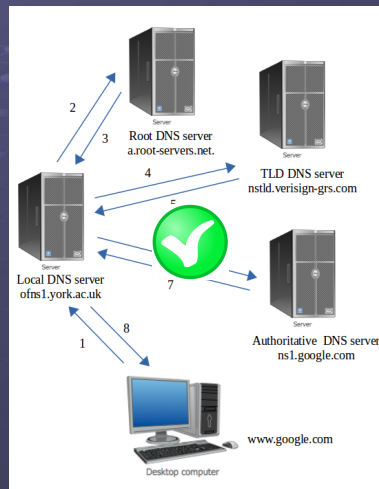 Server
2
3
Root DNS server
a.root-servers.net.
Server
4
TLD DNS server
nstld.verisign-grs.com
Server
Local DNS server
ofns1.york.ac.uk
7
Server
8
1
Authoritative DNS server
ns1.google.com
www.google.com
Desktop computer